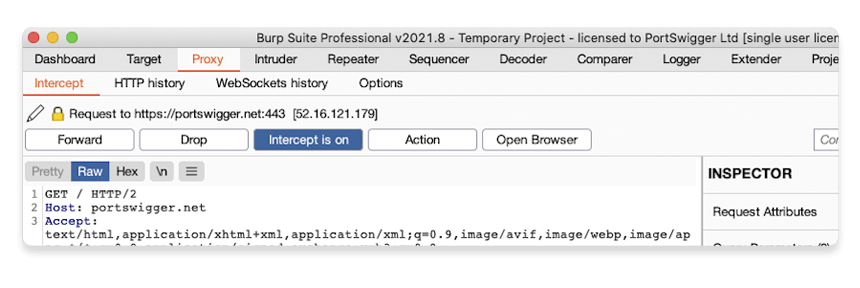 Burp Suite Professional v2021.8 - Temporary Project - licensed to PortSwigger Ltd [single user licen
Dashboard Target Proxy Intruder Repeater Sequencer Decoder Comparer Logger Extender Proje
Intercept HTTP history WebSockets history Options
Request to https://portswigger.net:443 [52.16.121.179]
Forward Drop Intercept is on Action Open Browser Con
Pretty Raw Hex \n
INSPECTOR
1 GET / HTTP/2
2 Host: portswigger.net
3 Accept:
text/html,application/xhtml+xml,application/xml;q=0.9,image/avif,image/webp,image/ap
Request Attributes